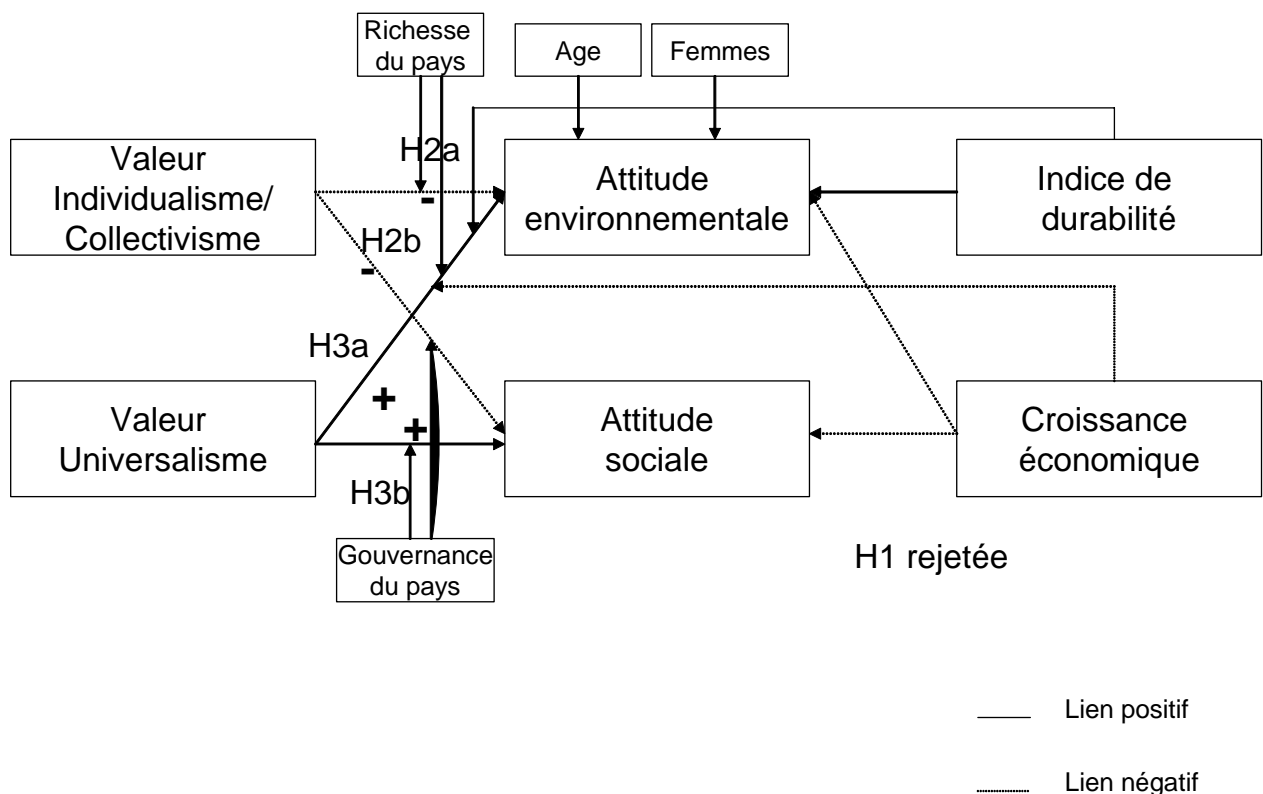 Richesse
du pays
Age
Femmes
H2a
Valeur
Individualisme/
Collectivisme
-
Attitude
environnementale
Indice de
durabilité
H2b
-
H3a
Valeur
Universalisme
+
+
Attitude
sociale
Croissance
économique
H3b
Gouvernance
du pays
H1 rejetée
Lien positif
Lien négatif